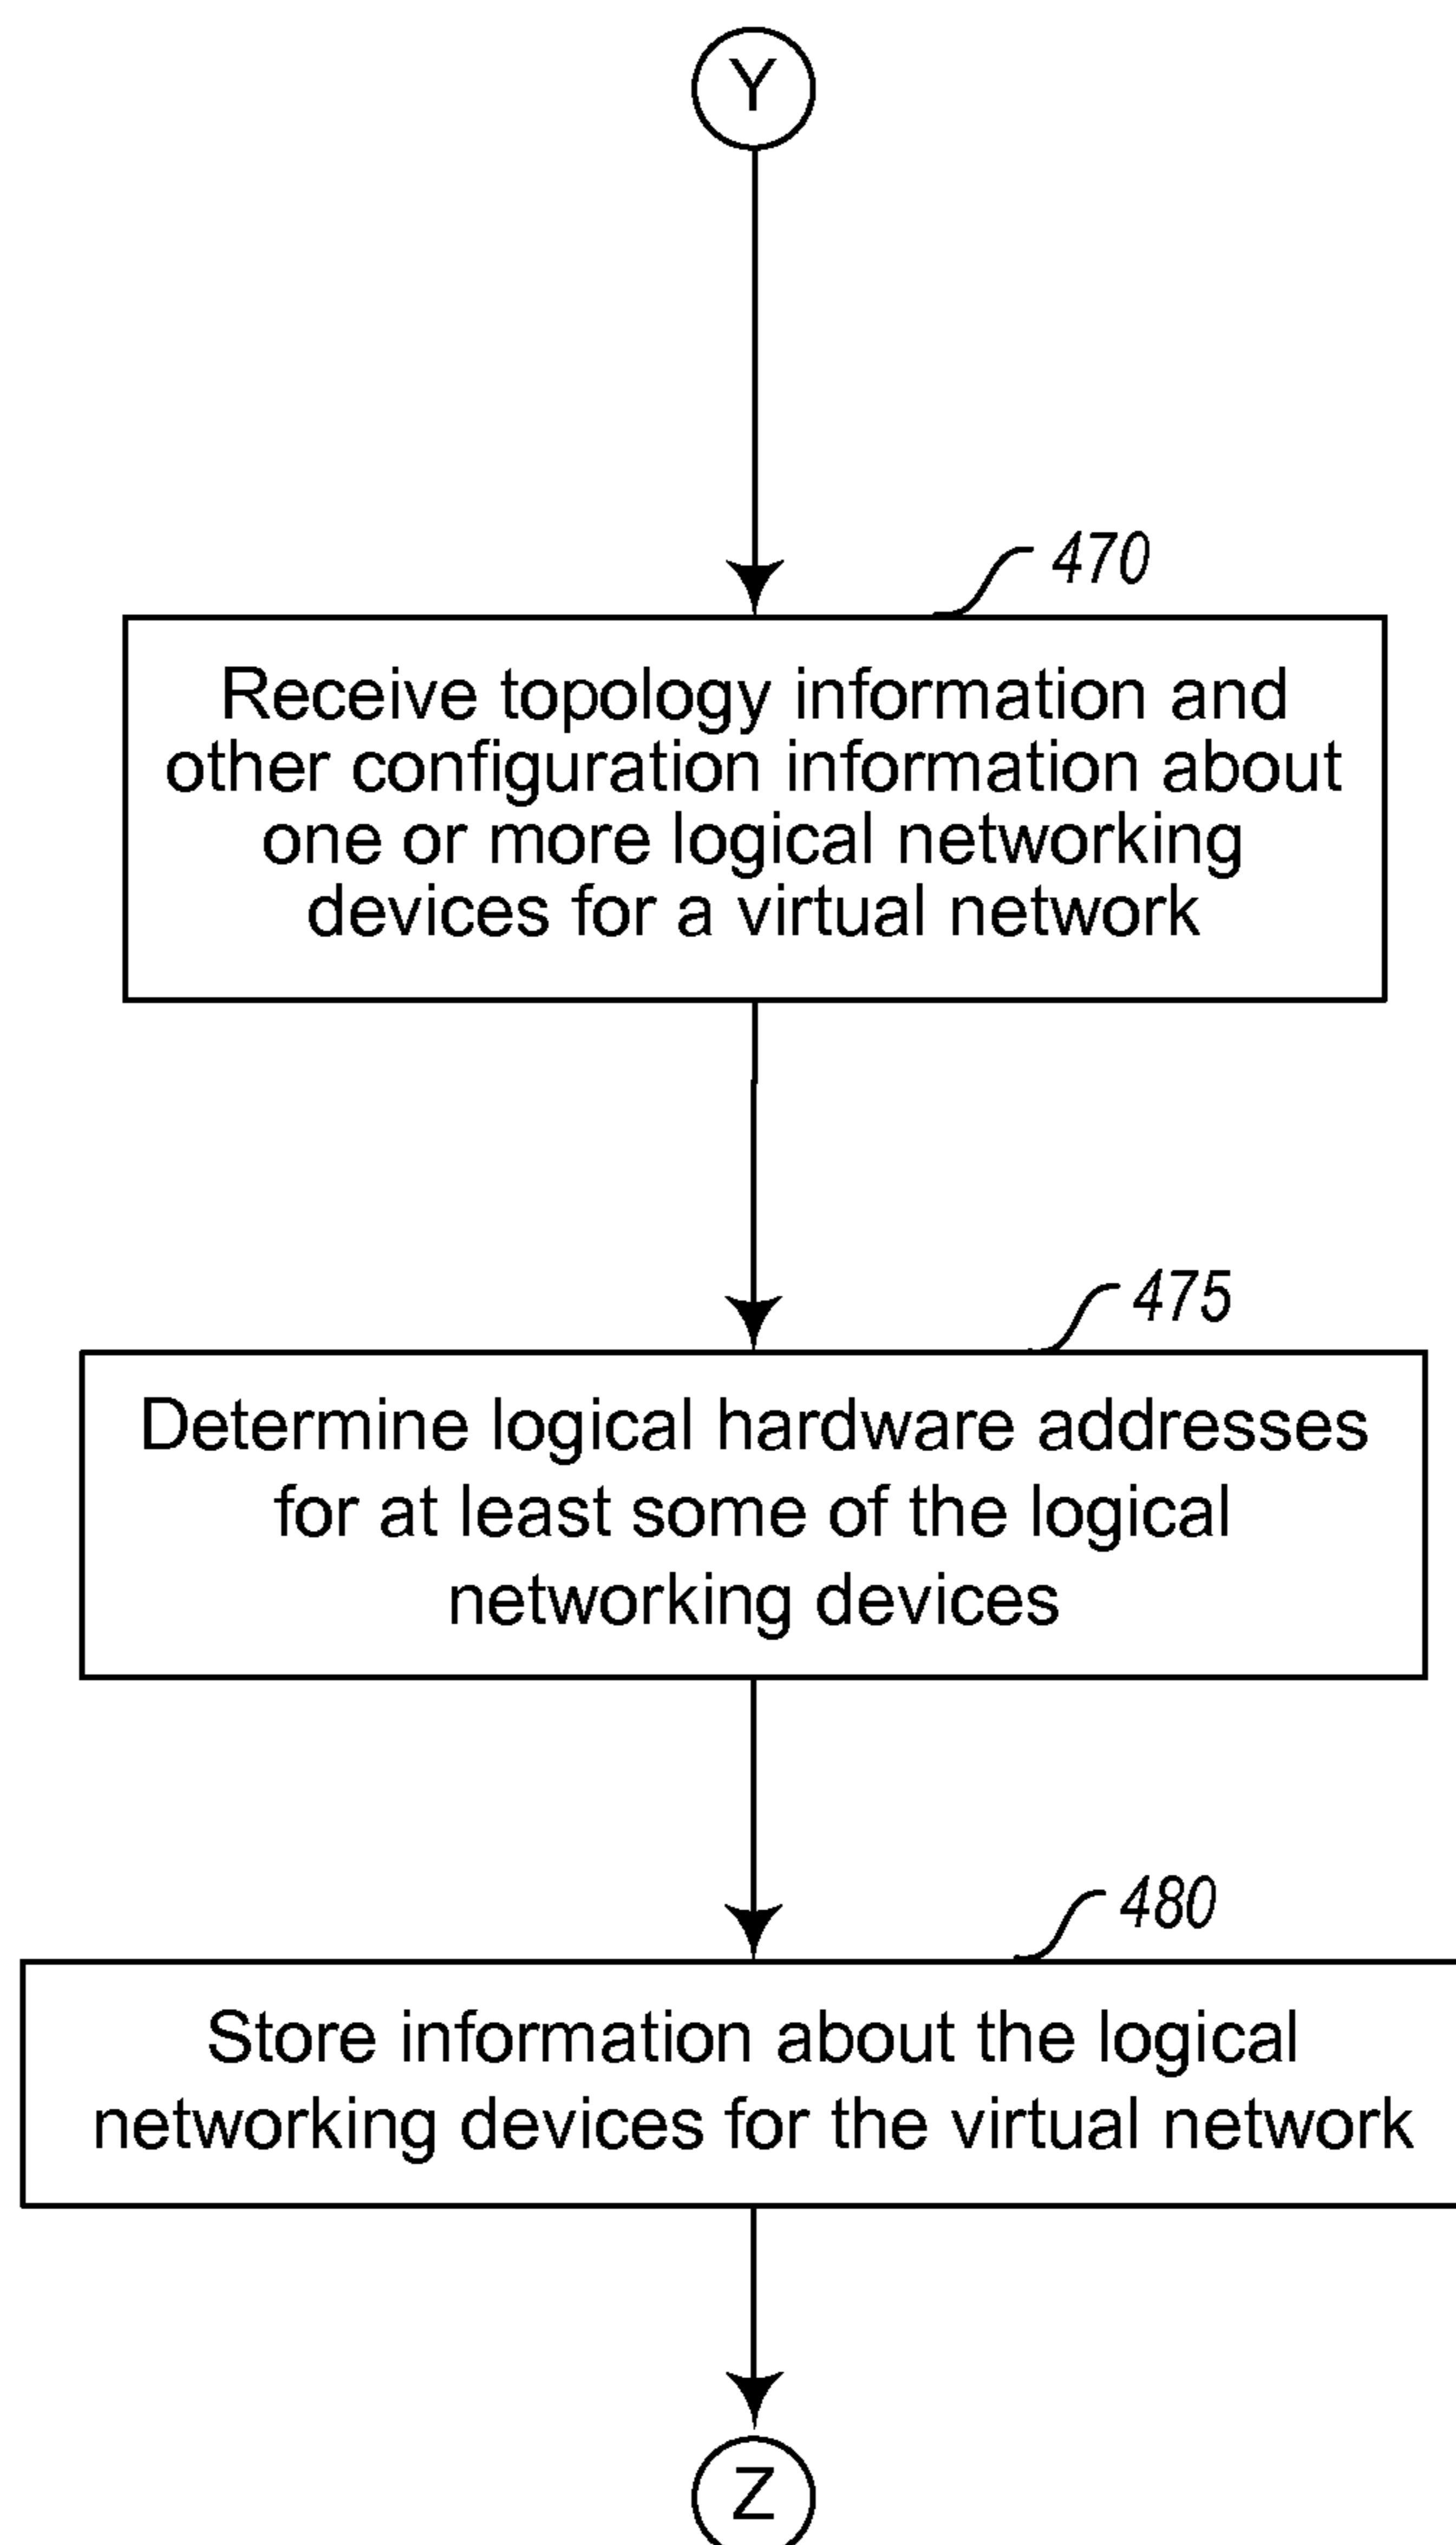 Y
470
Receive topology information and
other configuration information about
one or more logical networking
devices for a virtual network
475
Determine logical hardware addresses
for at least some of the logical
networking devices
480
Store information about the logical
networking devices for the virtual network
Z